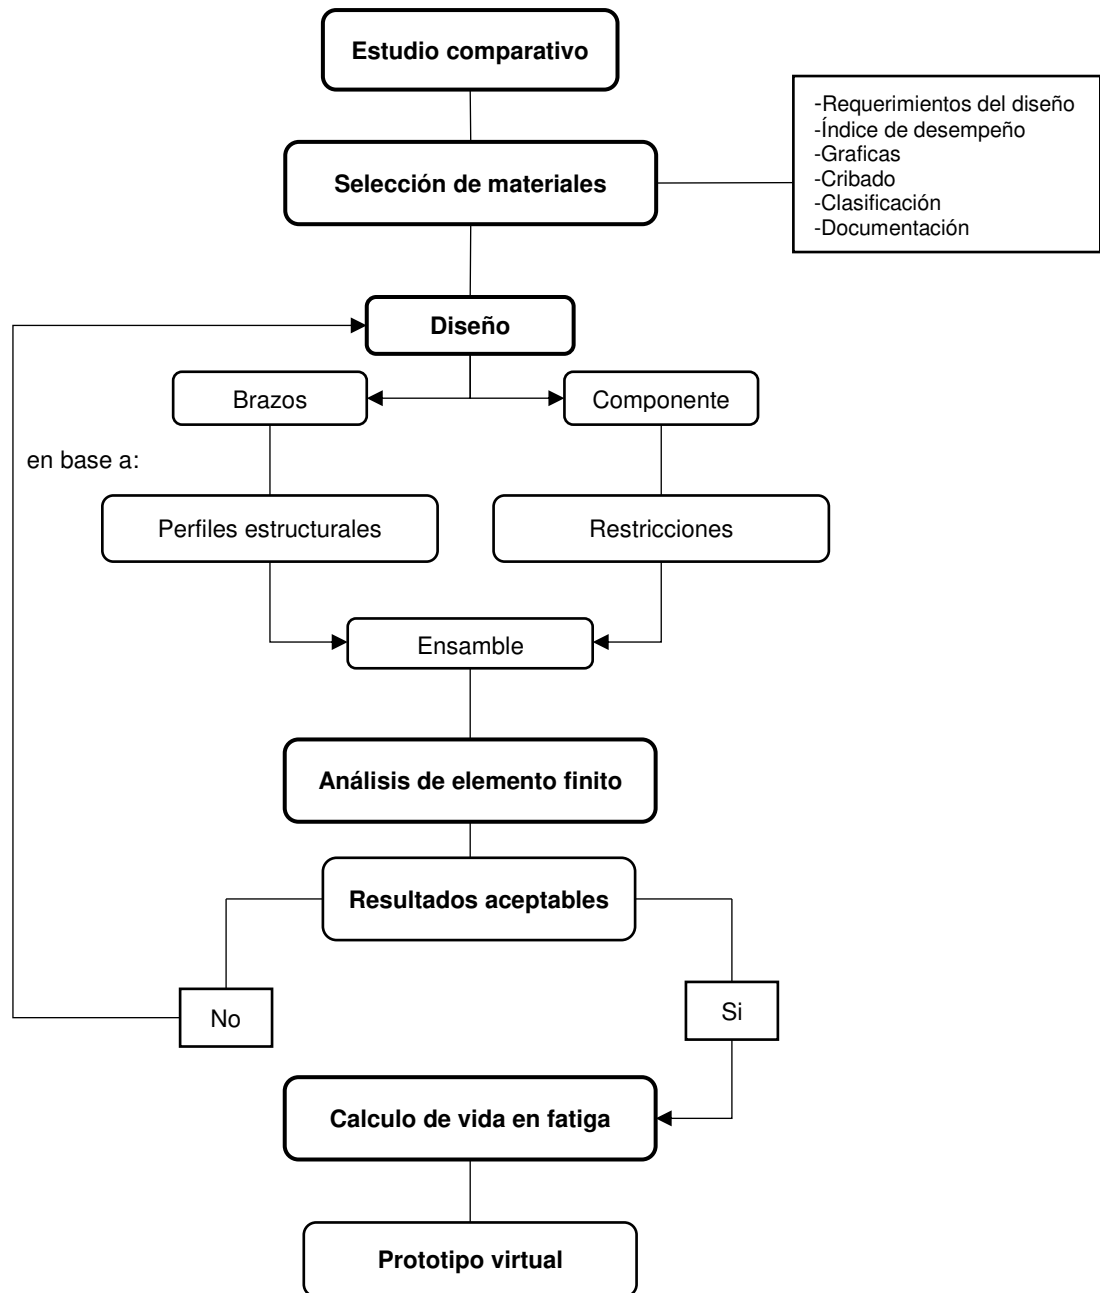 Estudio comparativo
-Requerimientos del diseño
-Índice de desempeño
-Graficas
-Cribado
-Clasificación
-Documentación
Selección de materiales
Diseño
Brazos
Componente
en base a:
Perfiles estructurales
Restricciones
Ensamble
Análisis de elemento finito
Resultados aceptables
No
Si
Calculo de vida en fatiga
Prototipo virtual